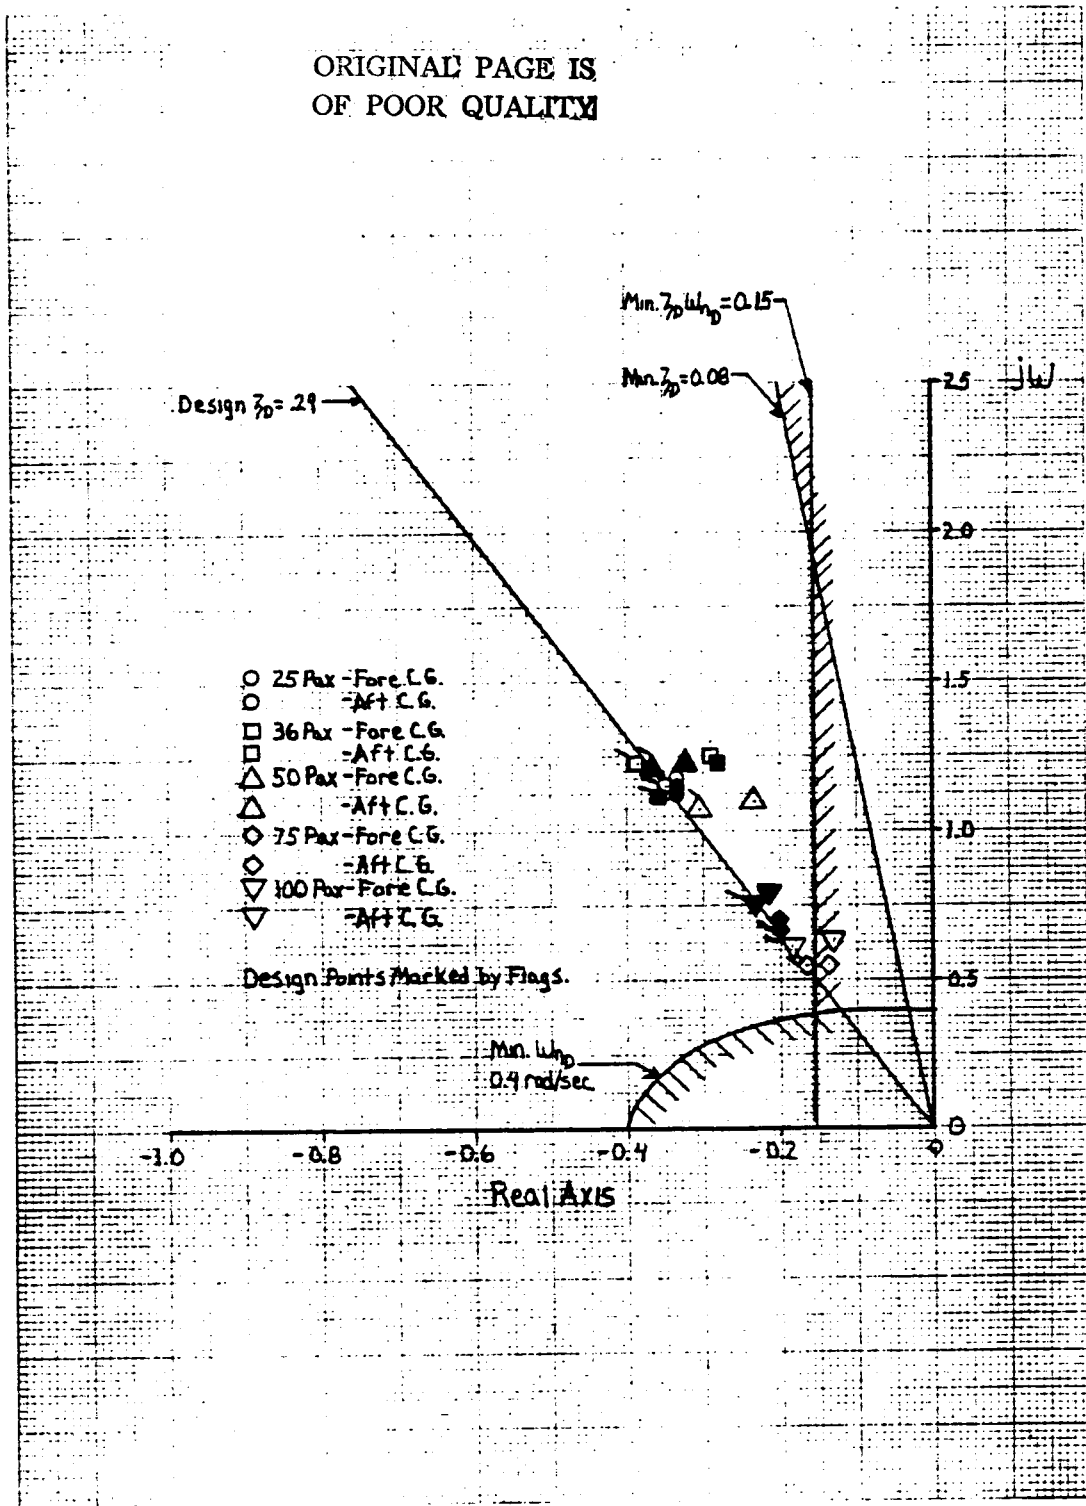 ORIGINAL PAGE IS
OF POOR QUALITY
Min. ζD ωnD = 0.15
Min. ζD = 0.08
Design ζD = .29
2.5 jω
2.0
1.5
1.0
0.5
0
25 Pax - Fore C.G.
- Aft C.G.
36 Pax - Fore C.G.
- Aft C.G.
50 Pax - Fore C.G.
- Aft C.G.
75 Pax - Fore C.G.
- Aft C.G.
100 Pax - Fore C.G.
- Aft C.G.
Design Points Marked by Flags.
Min. ωnD
0.4 rad/sec
-1.0 -0.8 -0.6 -0.4 -0.2 0
Real Axis